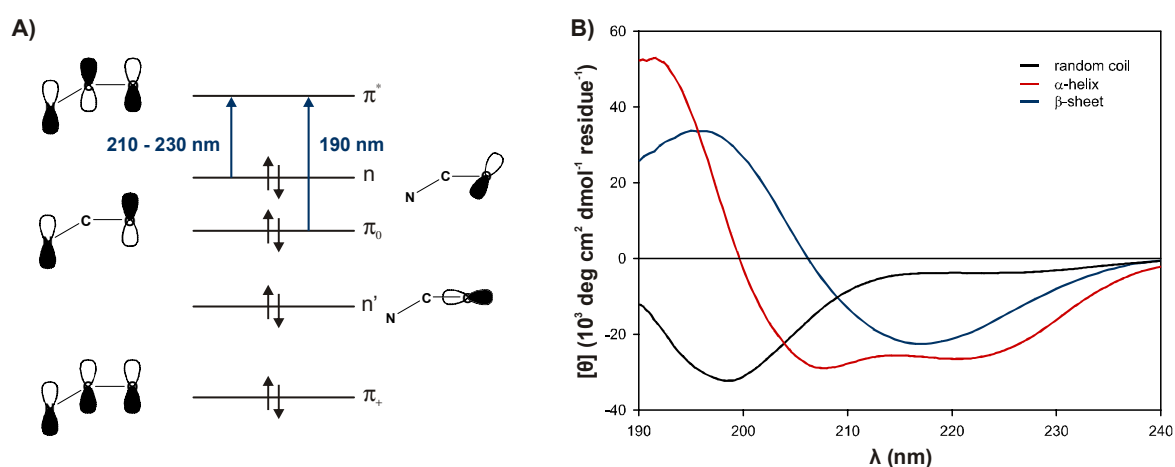 A)
π*
210 - 230 nm
190 nm
n
N
C
C
π₀
n'
N
C
π₊
B)
60
40
20
0
-20
-40
[θ] (10³ deg cm² dmol⁻¹ residue⁻¹)
random coil
α-helix
β-sheet
190
200
210
220
230
240
λ (nm)